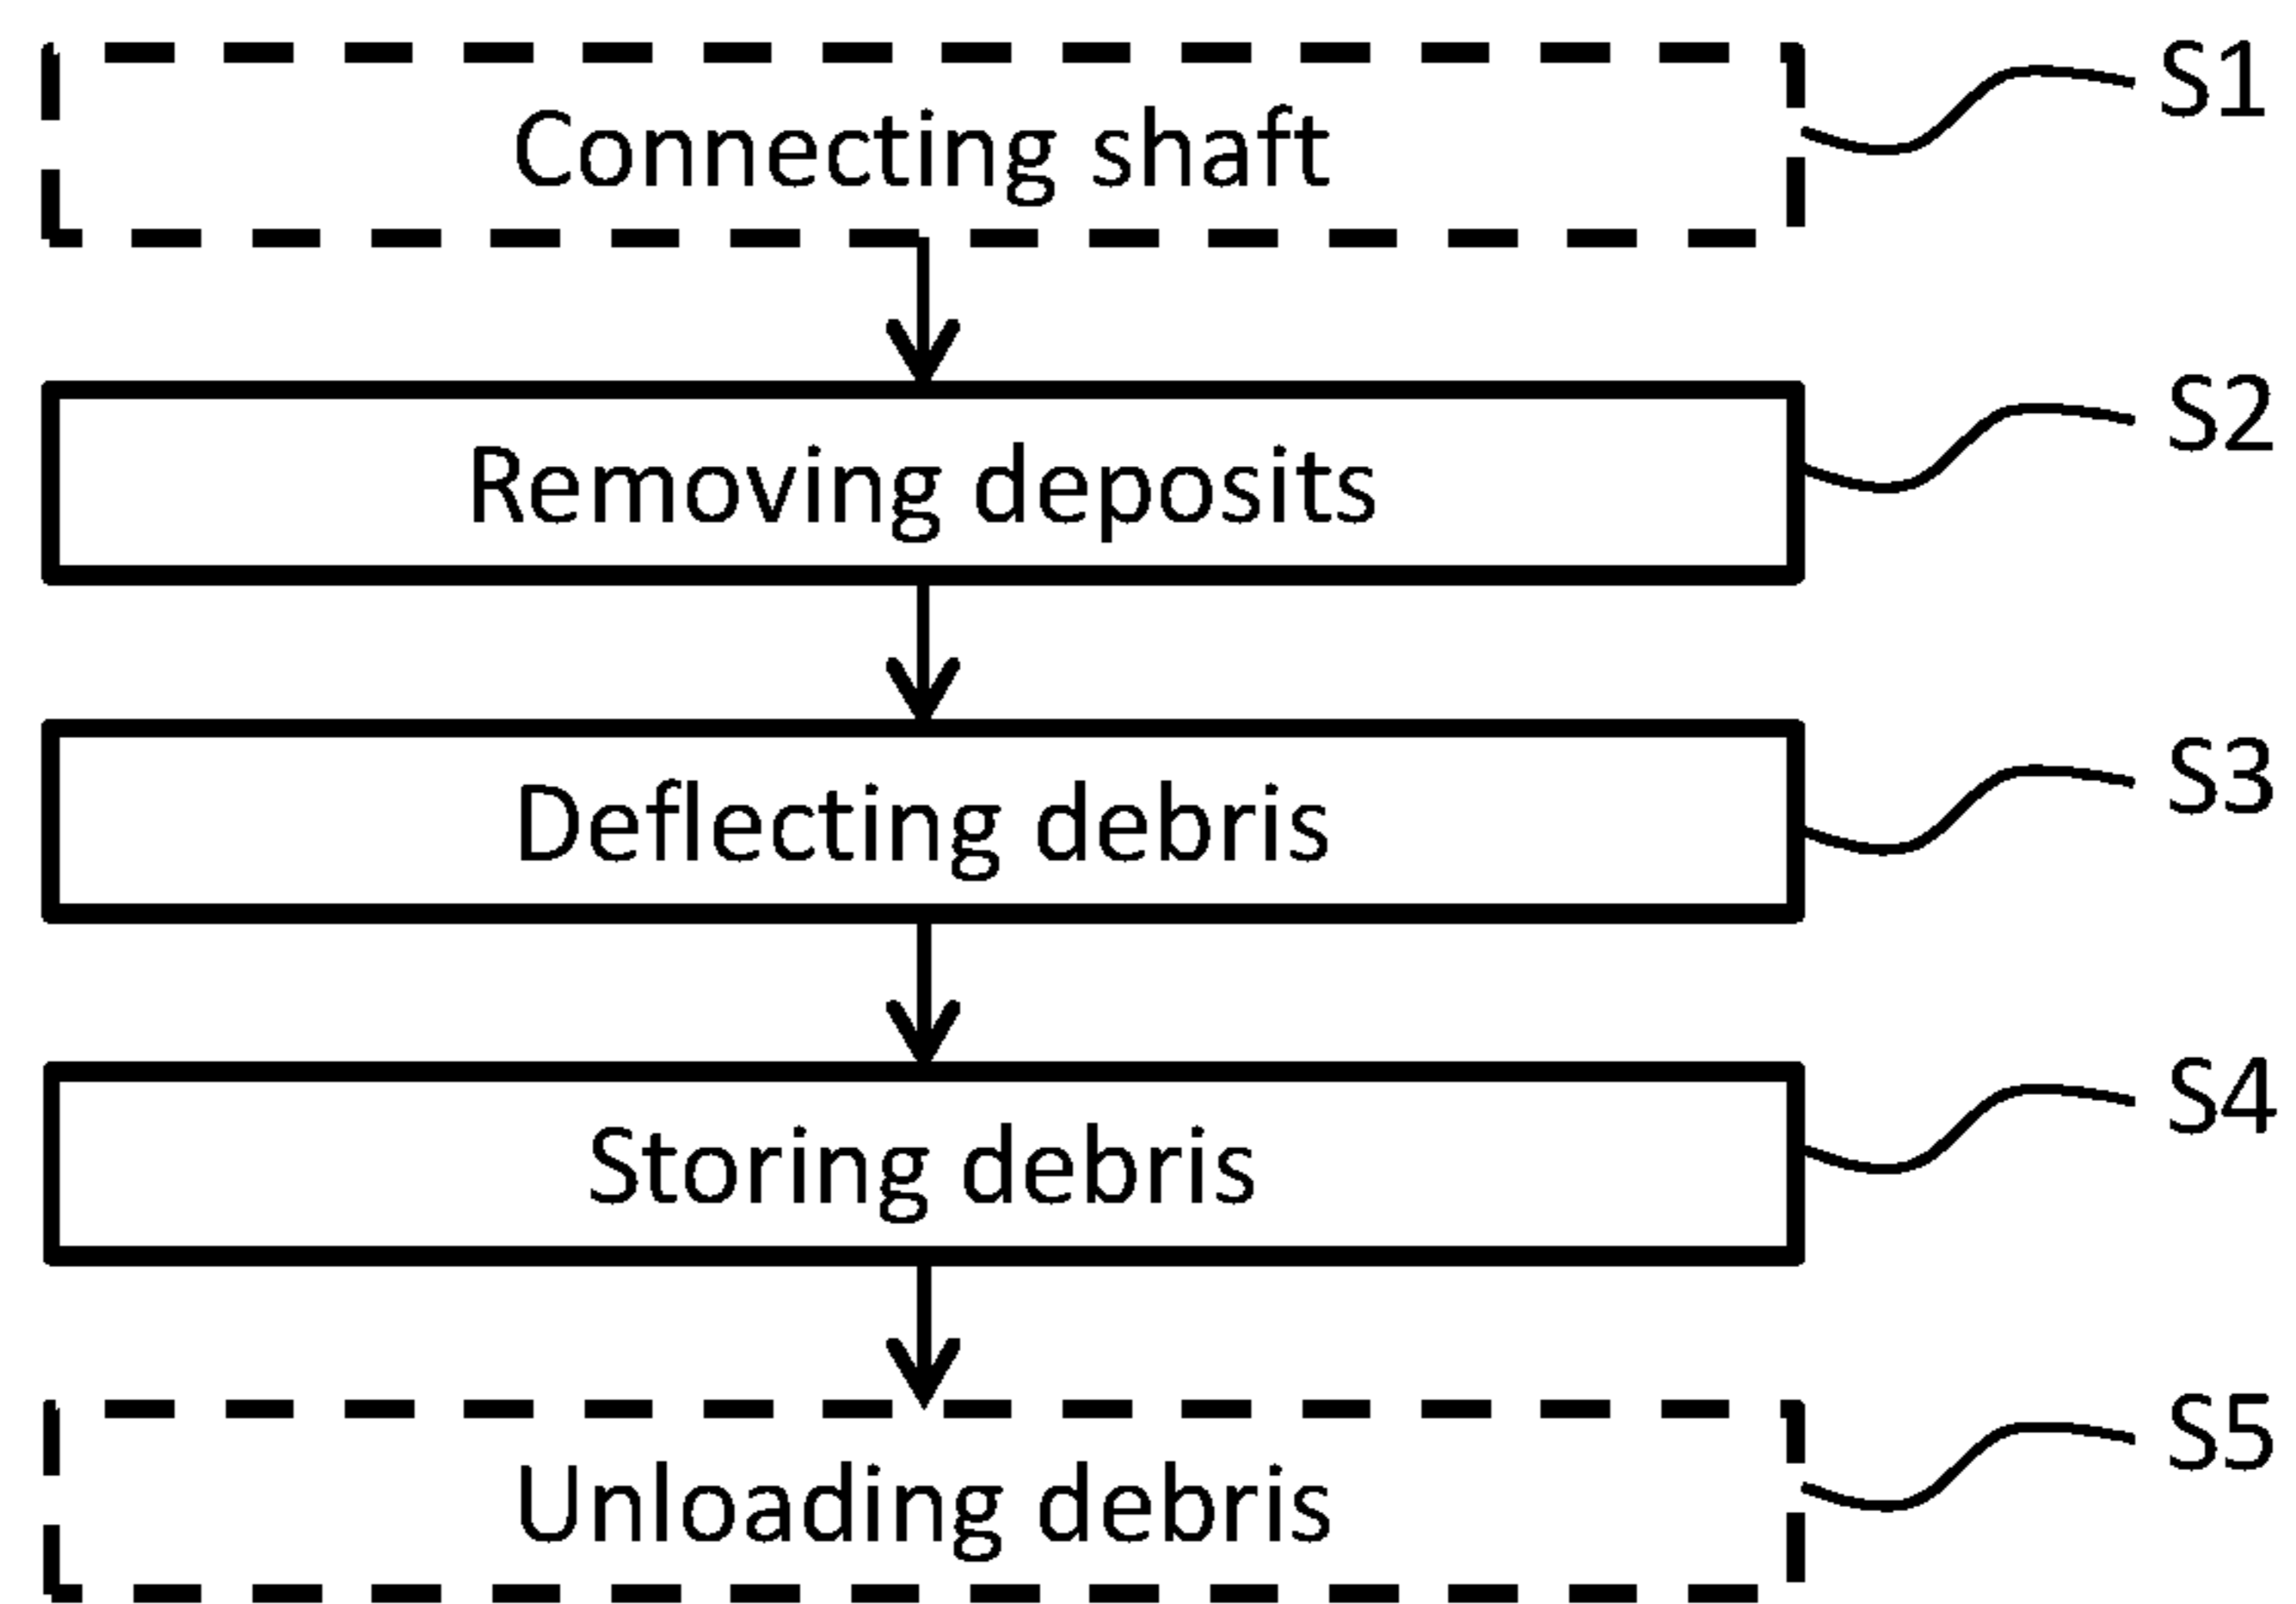 Connecting shaft S1
Removing deposits S2
Deflecting debris S3
Storing debris S4
Unloading debris S5